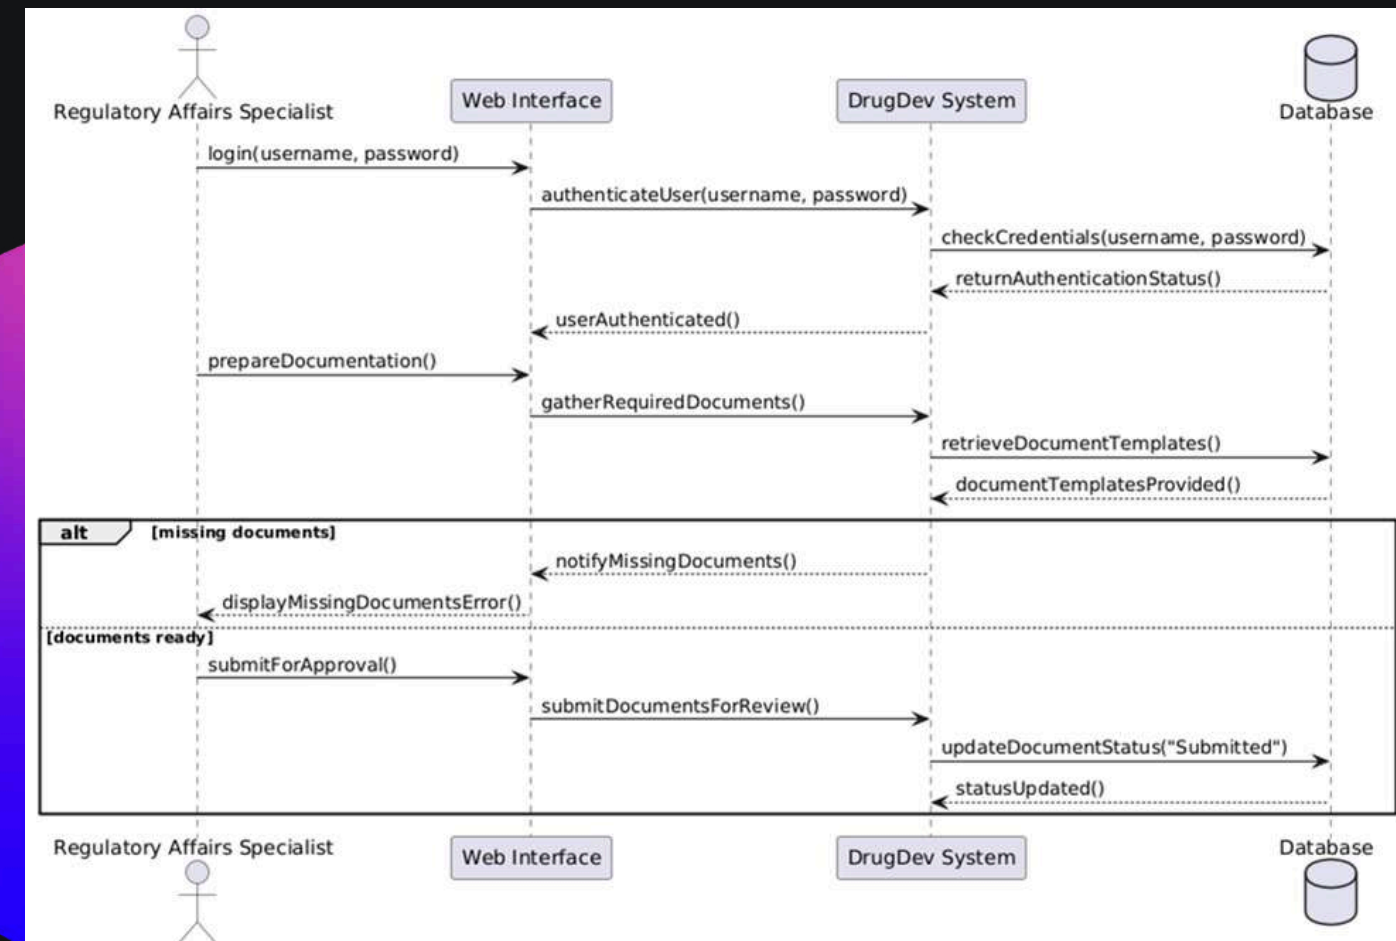 Regulatory Affairs Specialist
Web Interface
DrugDev System
Database
login(username, password)
authenticateUser(username, password)
checkCredentials(username, password)
returnAuthenticationStatus()
userAuthenticated()
prepareDocumentation()
gatherRequiredDocuments()
retrieveDocumentTemplates()
documentTemplatesProvided()
alt
[missing documents]
notifyMissingDocuments()
displayMissingDocumentsError()
[documents ready]
submitForApproval()
submitDocumentsForReview()
updateDocumentStatus("Submitted")
statusUpdated()
Regulatory Affairs Specialist
Web Interface
DrugDev System
Database